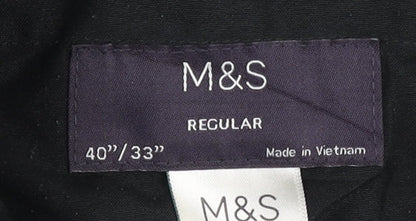 M&S
REGULAR
40”/33” Made in Vietnam
M&S